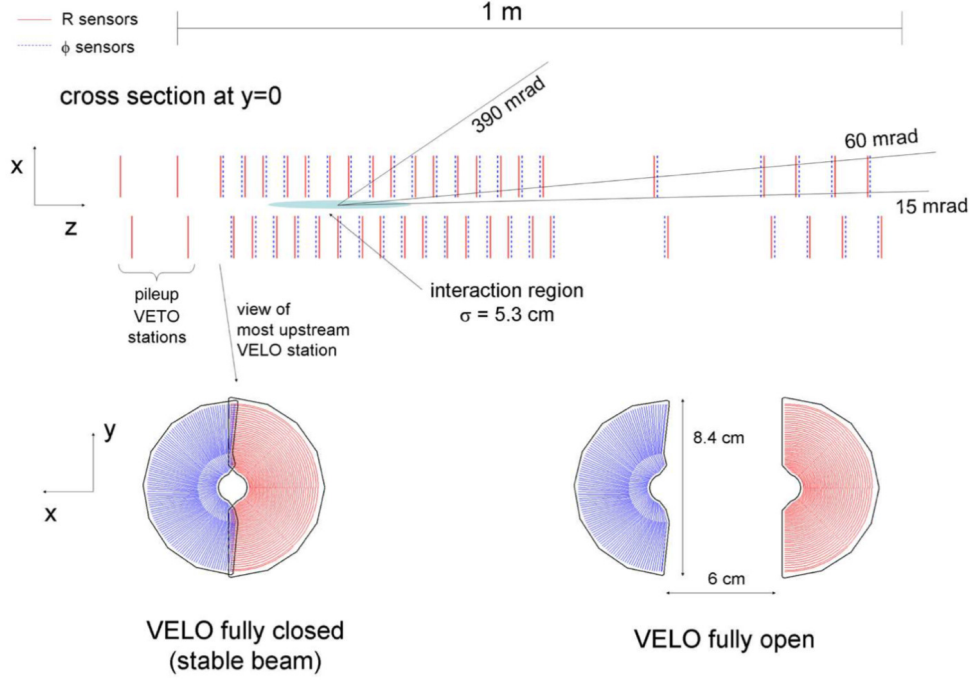 R sensors
ϕ sensors
1 m
cross section at y=0
390 mrad
60 mrad
15 mrad
x
z
pileup
VETO
stations
view of
most upstream
VELO station
interaction region
σ = 5.3 cm
y
x
8.4 cm
6 cm
VELO fully closed
(stable beam)
VELO fully open